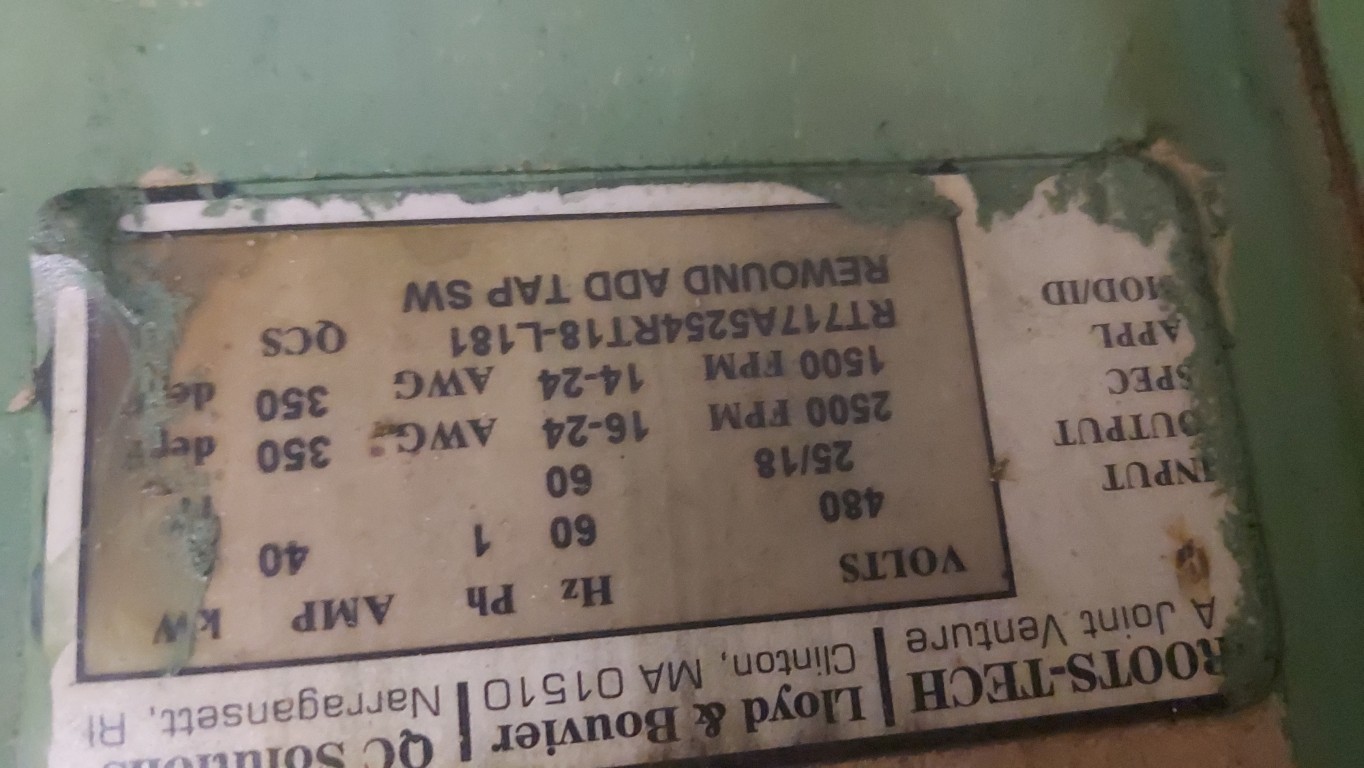 ROOTS-TECH | Lloyd & Bouvier | QC Solutions
A Joint Venture | Clinton, MA 01510 | Narragansett, RI
VOLTS Hz Ph AMP kW
INPUT 480 60 1 40
OUTPUT 25/18 60
SPEC 2500 FPM 16-24 AWG 350
APPL 1500 FPM 14-24 AWG 350
MOD/ID RT717A5254RT18-L181 QCS
REWOUND ADD TAP SW